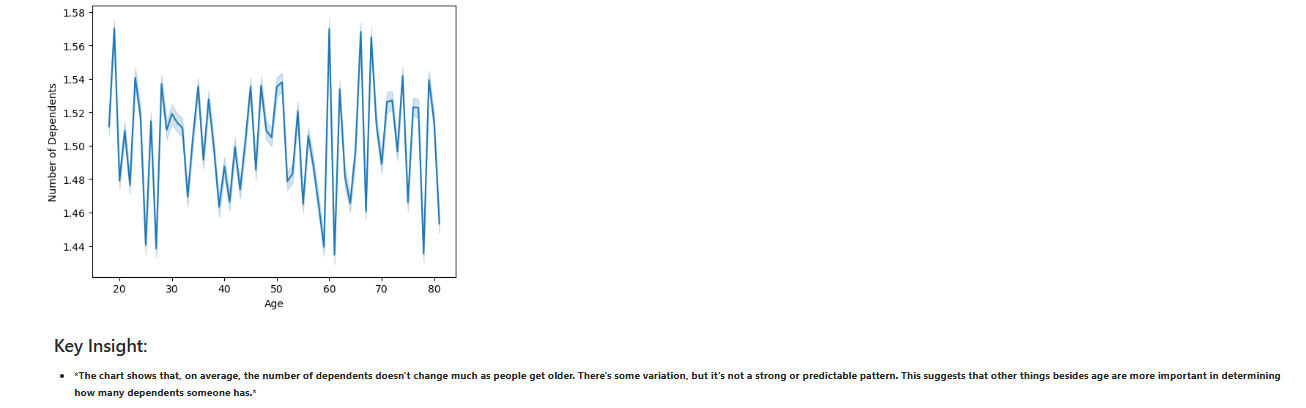 1.58
1.56
1.54
1.52
1.50
1.48
1.46
1.44
Number of Dependents
20 30 40 50 60 70 80
Age
Key Insight:
• *The chart shows that, on average, the number of dependents doesn't change much as people get older. There's some variation, but it's not a strong or predictable pattern. This suggests that other things besides age are more important in determining
how many dependents someone has.*